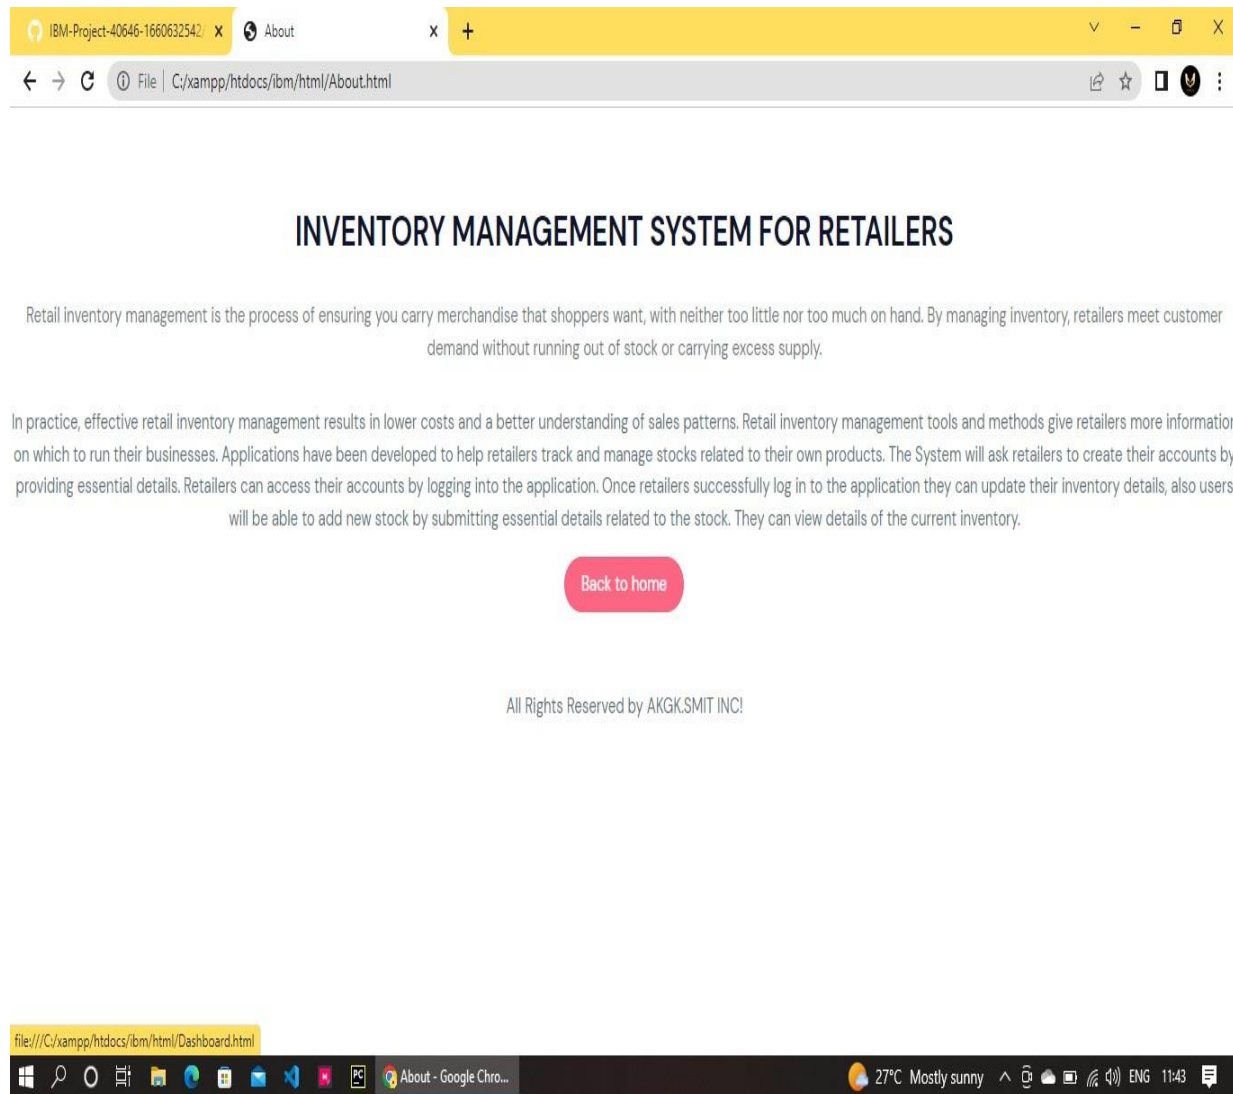 IBM-Project-40646-1660632542/
About
File | C:/xampp/htdocs/ibm/html/About.html
INVENTORY MANAGEMENT SYSTEM FOR RETAILERS
Retail inventory management is the process of ensuring you carry merchandise that shoppers want, with neither too little nor too much on hand. By managing inventory, retailers meet customer
demand without running out of stock or carrying excess supply.
In practice, effective retail inventory management results in lower costs and a better understanding of sales patterns. Retail inventory management tools and methods give retailers more information
on which to run their businesses. Applications have been developed to help retailers track and manage stocks related to their own products. The System will ask retailers to create their accounts by
providing essential details. Retailers can access their accounts by logging into the application. Once retailers successfully log in to the application they can update their inventory details, also users
will be able to add new stock by submitting essential details related to the stock. They can view details of the current inventory.
Back to home
All Rights Reserved by AKGK.SMIT INC!
file:///C:/xampp/htdocs/ibm/html/Dashboard.html
PC
About - Google Chro...
27°C Mostly sunny
ENG
11:43